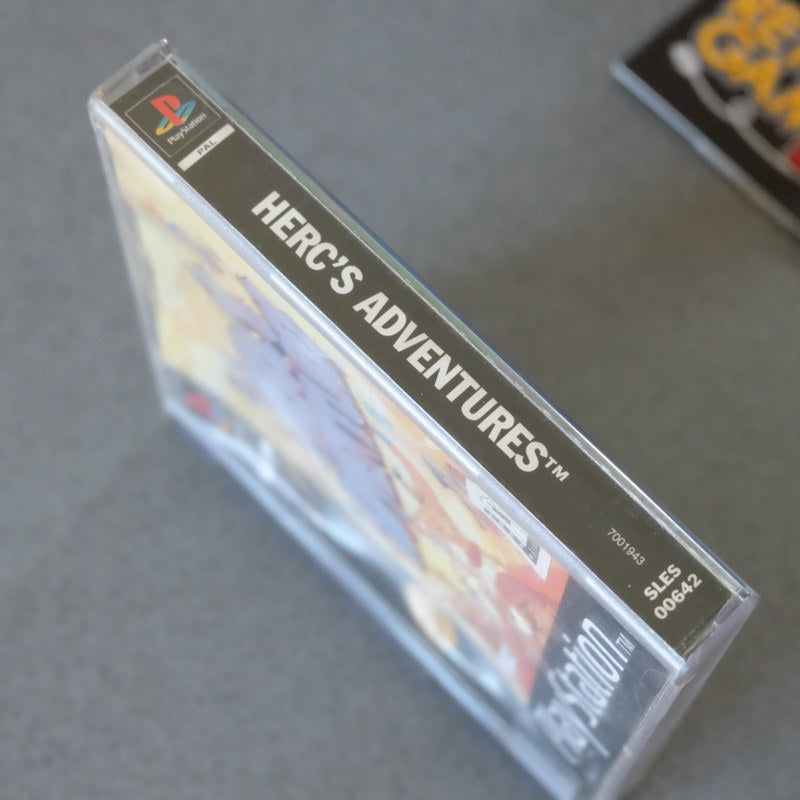 PlayStation
PAL
HERC'S ADVENTURES™
7001943
SLES
00642
PlayStation™